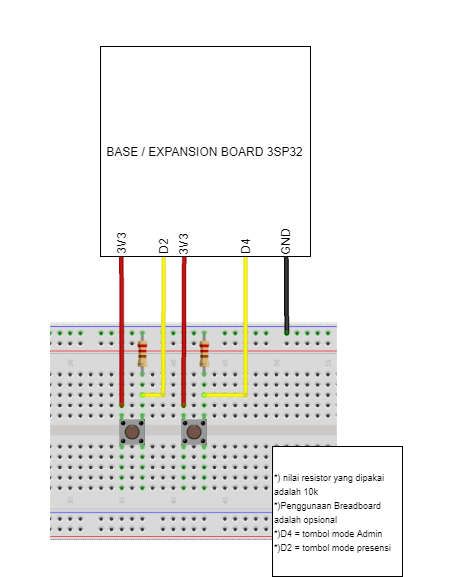 BASE / EXPANSION BOARD 3SP32
3V3
D2
3V3
D4
GND
*) nilai resistor yang dipakai
adalah 10k
*)Penggunaan Breadboard
adalah opsional
*)D4 = tombol mode Admin
*)D2 = tombol mode presensi